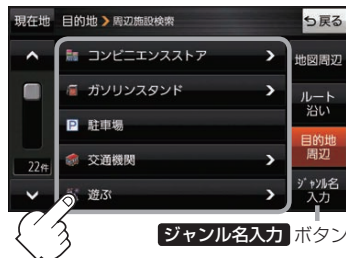 現在地 目的地 ❯ 周辺施設検索 戻る
コンビニエンスストア
ガソリンスタンド
P 駐車場
交通機関
遊ぶ
22件
地図周辺
ルート
沿い
目的地
周辺
ジャンル名
入力
ジャンル名入力 ボタン